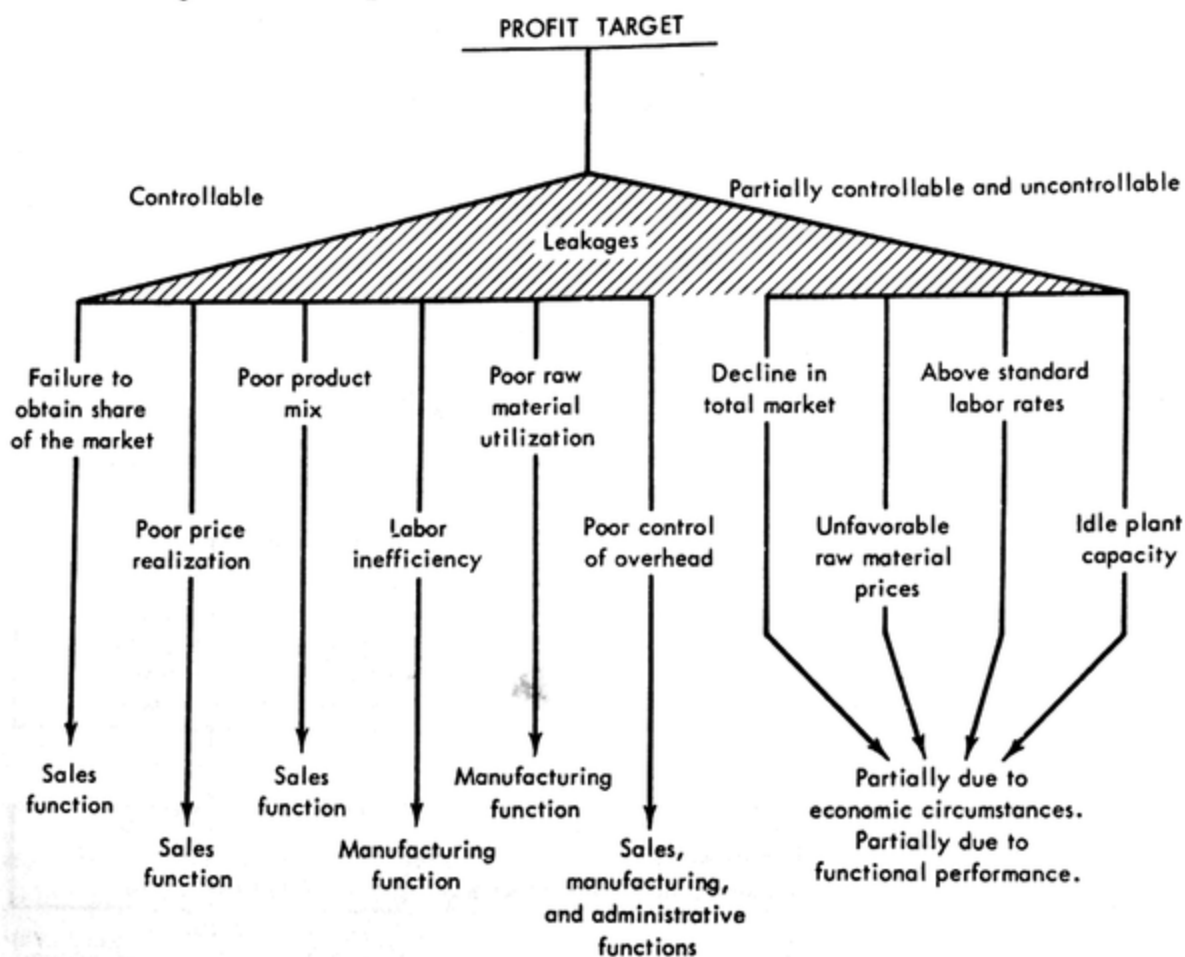 PROFIT TARGET
Controllable
Partially controllable and uncontrollable
Leakages
Failure to
obtain share
of the market
Poor price
realization
Poor product
mix
Labor
inefficiency
Poor raw
material
utilization
Poor control
of overhead
Decline in
total market
Unfavorable
raw material
prices
Above standard
labor rates
Idle plant
capacity
Sales
function
Sales
function
Sales
function
Manufacturing
function
Manufacturing
function
Sales,
manufacturing,
and administrative
functions
Partially due to
economic circumstances.
Partially due to
functional performance.